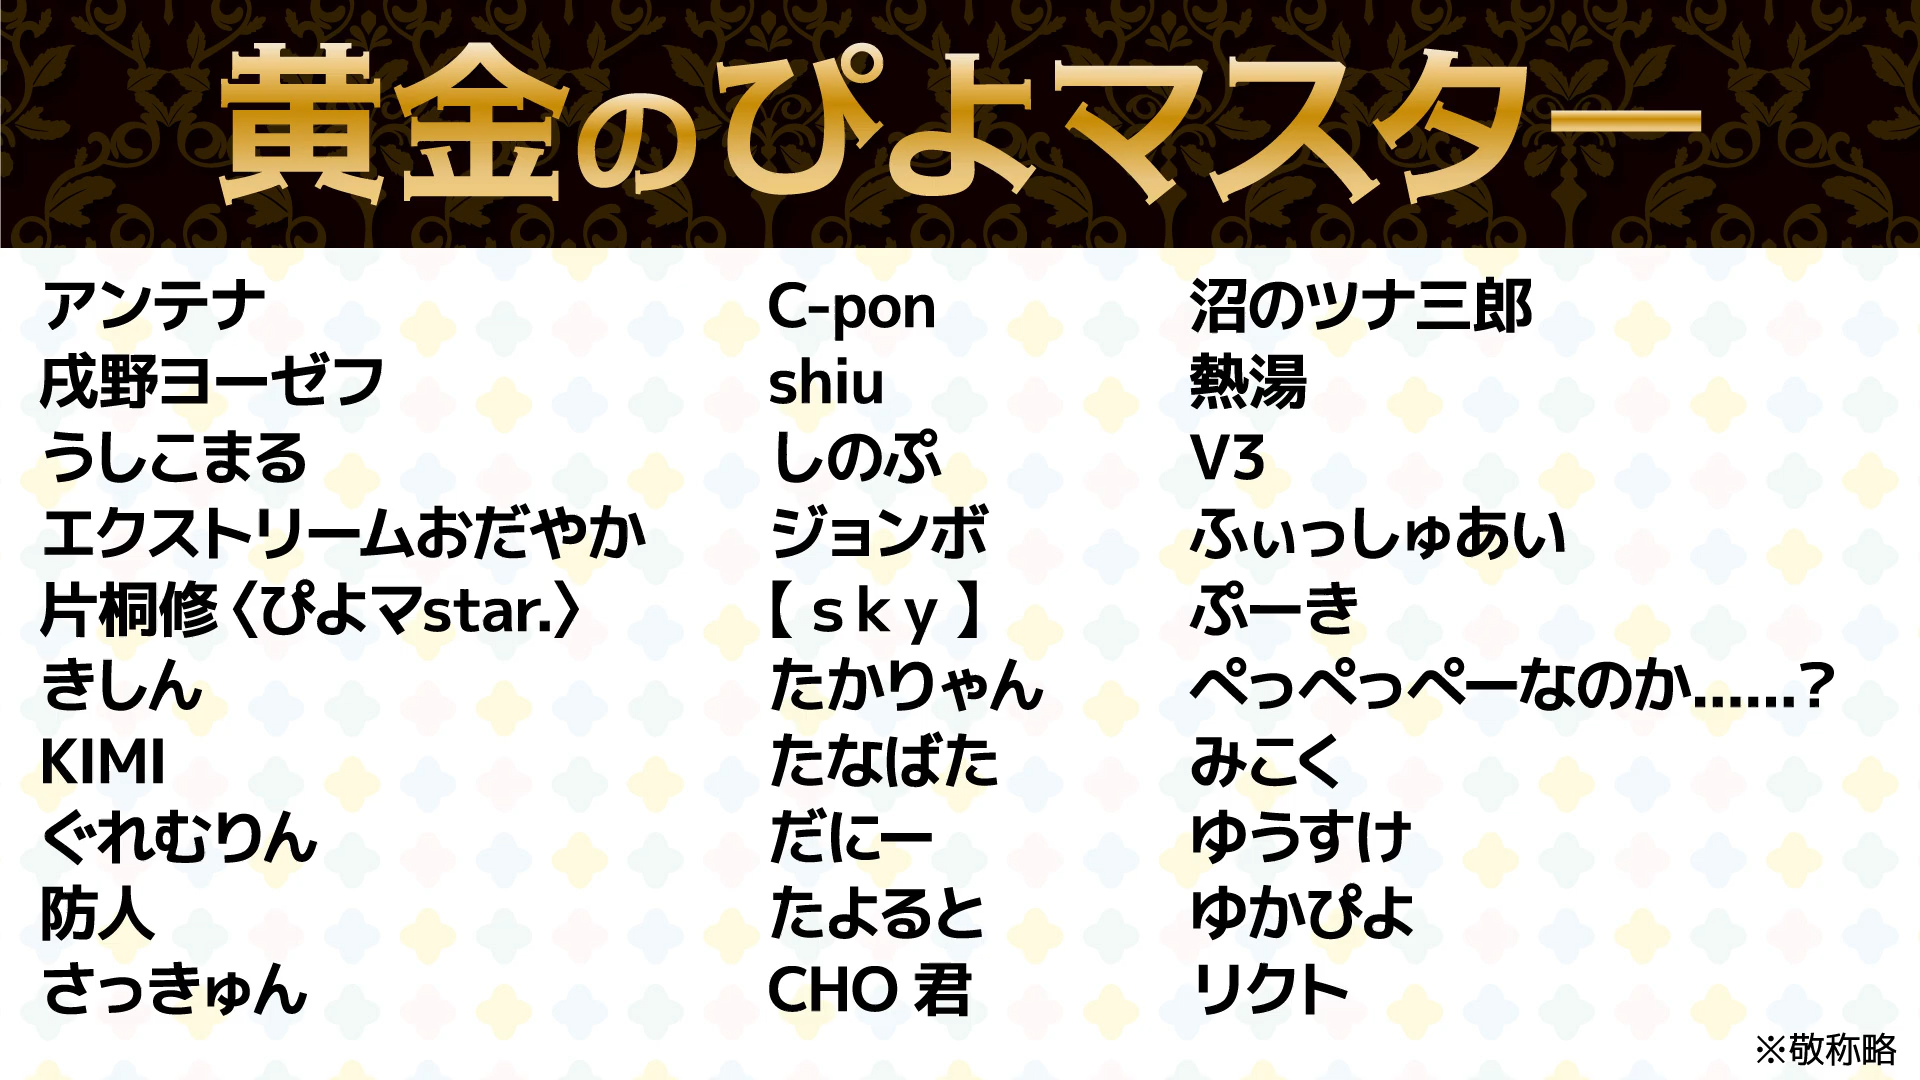 黄金のぴよマスター
アンテナ
戌野ヨーゼフ
うしこまる
エクストリームおだやか
片桐修〈ぴよマstar.〉
きしん
KIMI
ぐれむりん
防人
さっきゅん
C-pon
shiu
しのぷ
ジョンボ
【sky】
たかりゃん
たなばた
だにー
たよると
CHO 君
沼のツナ三郎
熱湯
V3
ふぃっしゅあい
ぷーき
ぺっぺっぺーなのか……？
みこく
ゆうすけ
ゆかぴよ
リクト
※敬称略